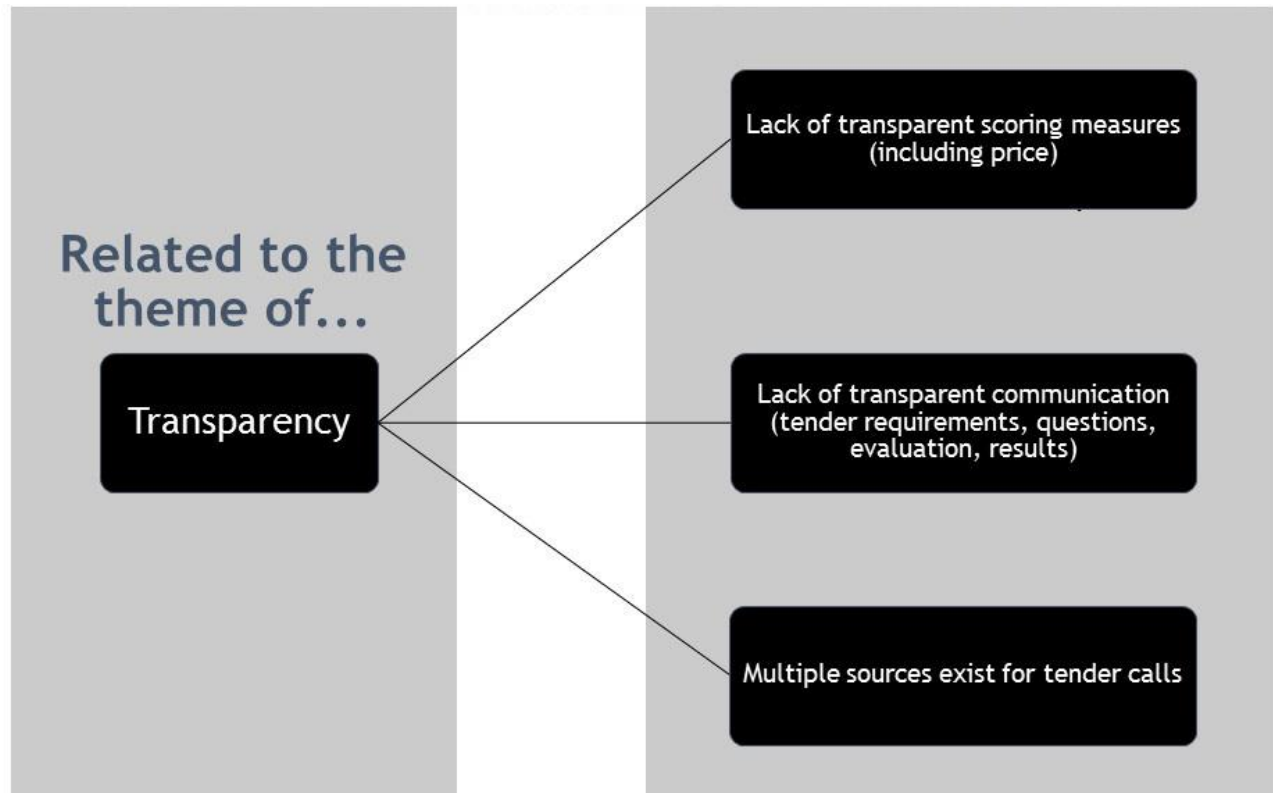 Related to the
theme of...
Transparency
Lack of transparent scoring measures
(including price)
Lack of transparent communication
(tender requirements, questions,
evaluation, results)
Multiple sources exist for tender calls